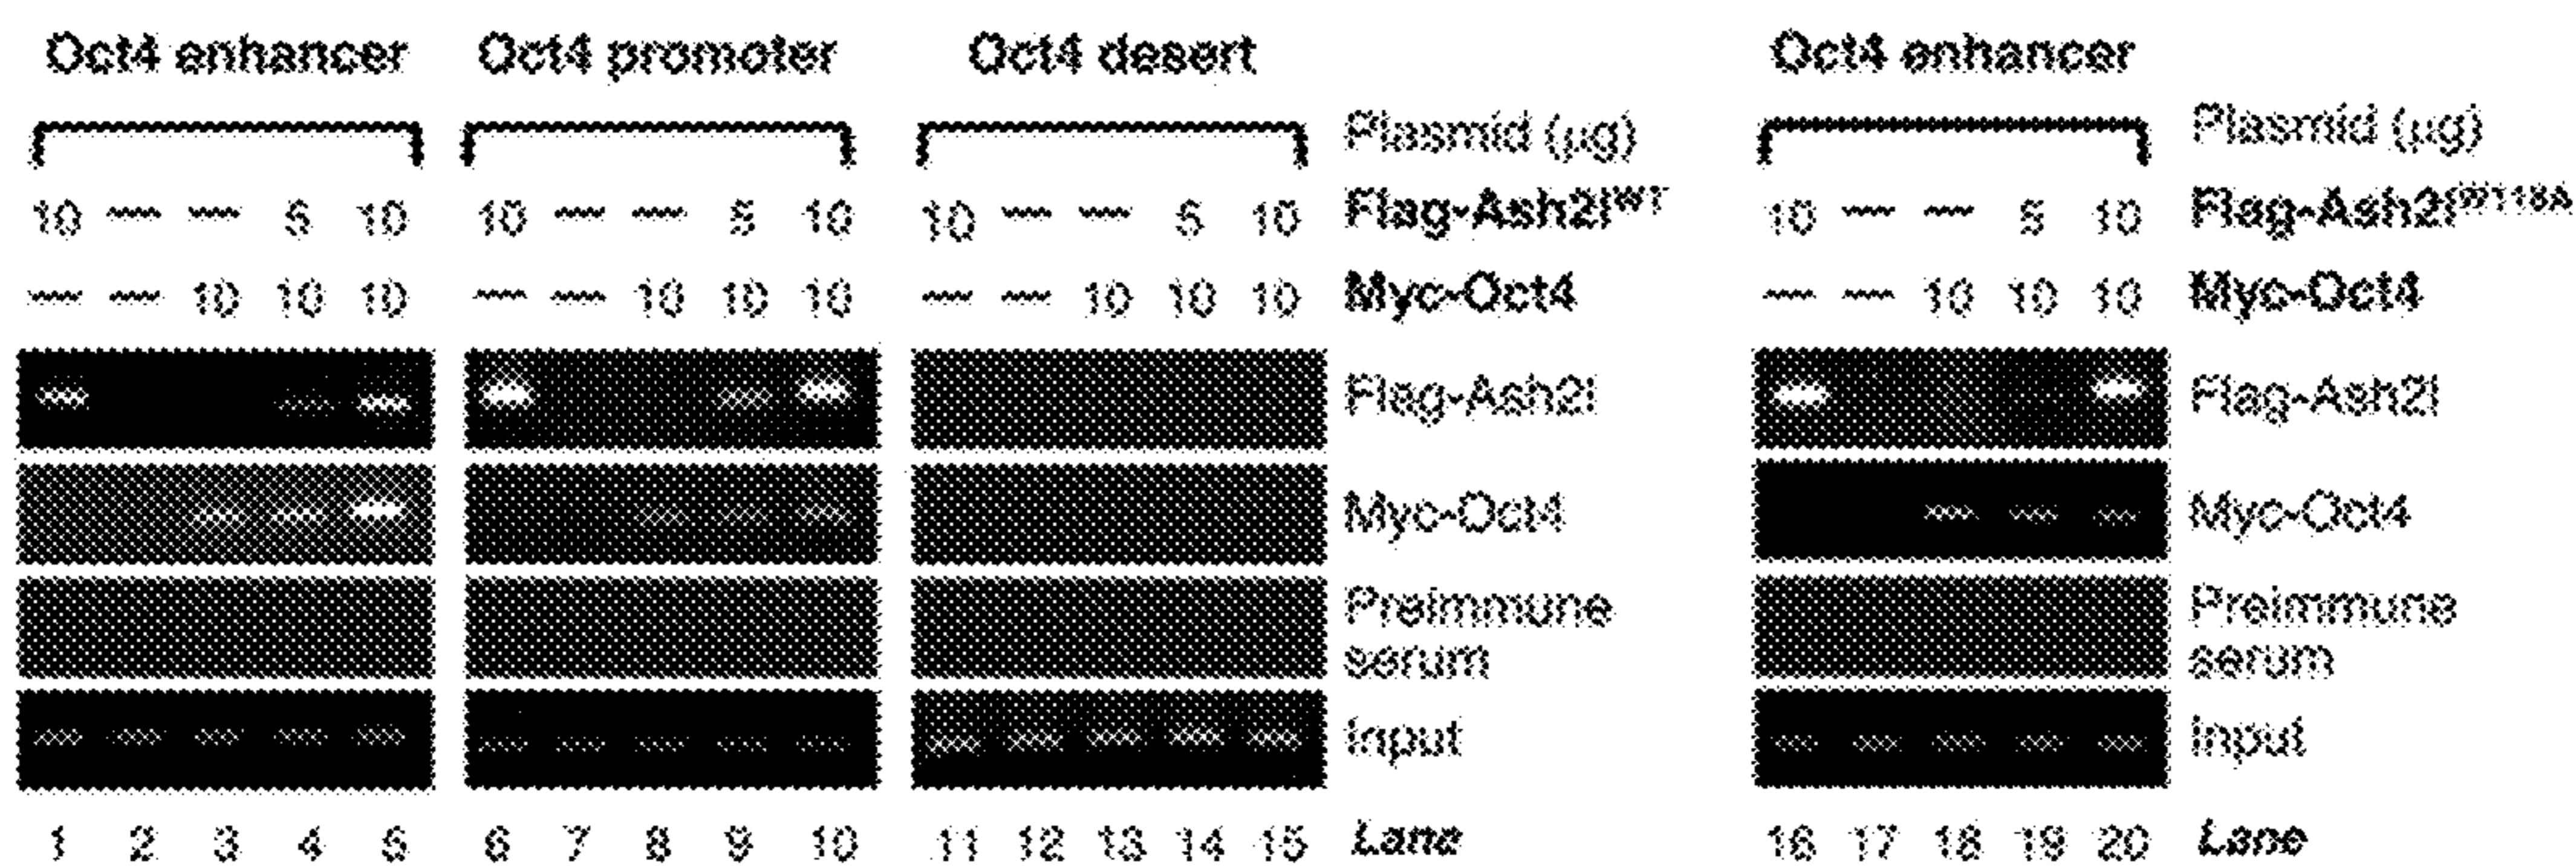 Oct4 enhancer Oct4 promoter Oct4 desert Oct4 enhancer
Plasmid (μg) Plasmid (μg)
10 – – 5 10 10 – – 5 10 10 – – 5 10 Flag-Ash2lWT 10 – – 5 10 Flag-Ash2lW118A
– – 10 10 10 – – 10 10 10 – – 10 10 10 Myc-Oct4 – – 10 10 10 Myc-Oct4
Flag-Ash2l Flag-Ash2l
Myc-Oct4 Myc-Oct4
Preimmune Preimmune
serum serum
Input Input
1 2 3 4 5 6 7 8 9 10 11 12 13 14 15 Lane 16 17 18 19 20 Lane